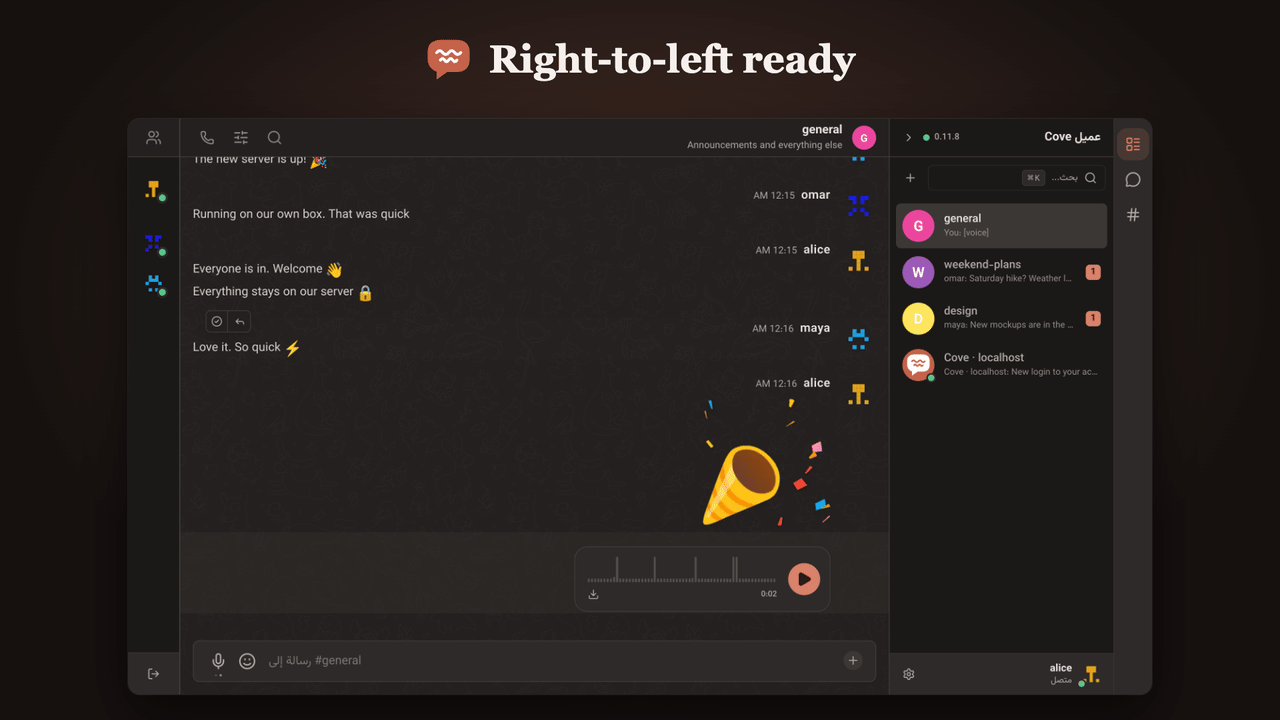 Right-to-left ready
general
Announcements and everything else
G
The new server is up! 🎉
omar 12:15 AM
Running on our own box. That was quick
alice 12:15 AM
Everyone is in. Welcome 👋
Everything stays on our server 🔒
maya 12:16 AM
Love it. So quick ⚡
alice 12:16 AM
0:02
رسالة إلى #general
عميل Cove
0.11.8
بحث...
⌘K
G
general
You: [voice]
W
weekend-plans
omar: Saturday hike? Weather l...
1
D
design
maya: New mockups are in the ...
1
Cove · localhost
Cove · localhost: New login to your ac...
alice
متصل